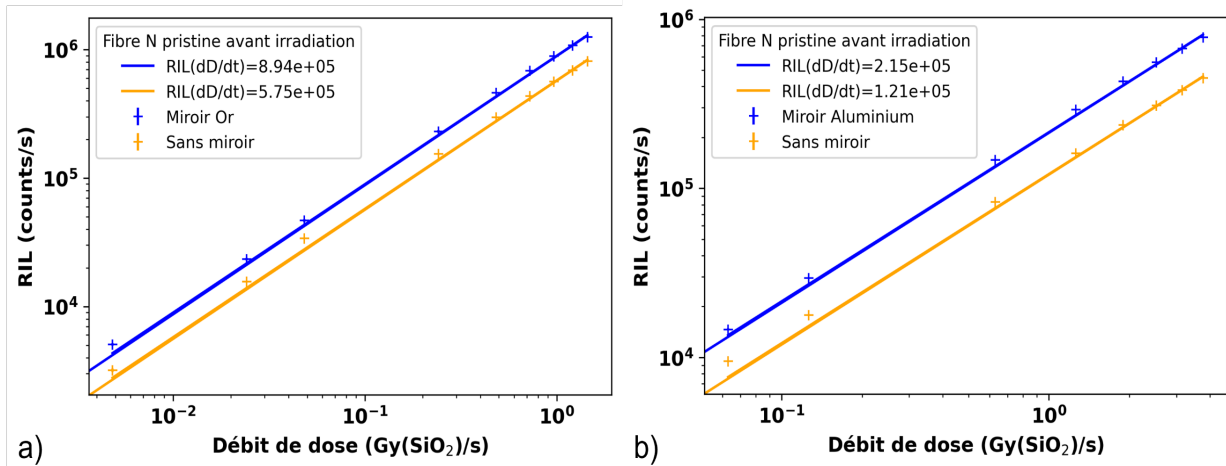 Fibre N pristine avant irradiation
RIL(dD/dt)=8.94e+05
RIL(dD/dt)=5.75e+05
Miroir Or
Sans miroir
10⁶
10⁵
10⁴
RIL (counts/s)
10⁻²
10⁻¹
10⁰
Débit de dose (Gy(SiO₂)/s)
a)
Fibre N pristine avant irradiation
RIL(dD/dt)=2.15e+05
RIL(dD/dt)=1.21e+05
Miroir Aluminium
Sans miroir
10⁶
10⁵
10⁴
RIL (counts/s)
10⁻¹
10⁰
Débit de dose (Gy(SiO₂)/s)
b)